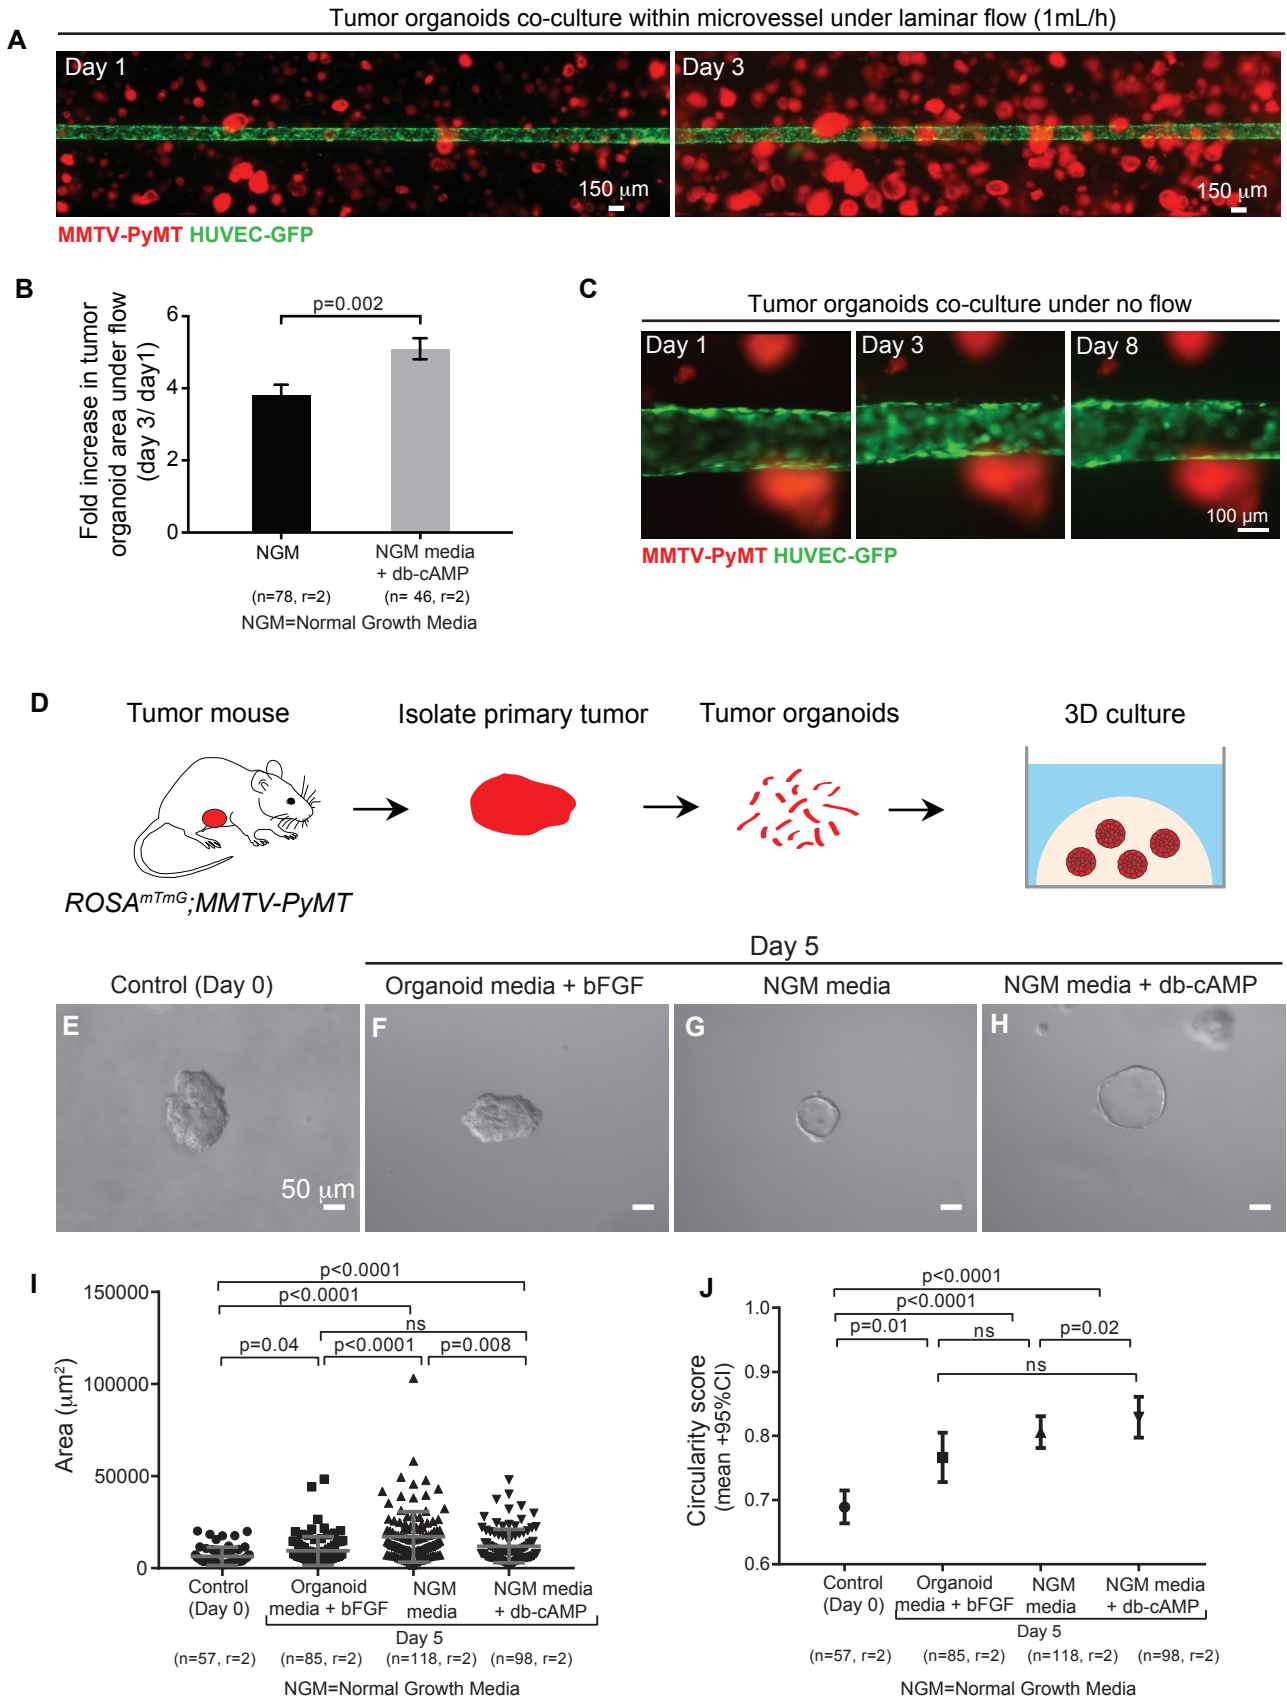 Tumor organoids co-culture within microvessel under laminar flow (1mL/h)
A
Day 1
Day 3
150 μm
150 μm
MMTV-PyMT HUVEC-GFP
B
Fold increase in tumor
organoid area under flow
(day 3/ day1)
6
4
2
0
p=0.002
NGM
NGM media
+ db-cAMP
(n=78, r=2)
(n= 46, r=2)
NGM=Normal Growth Media
C
Tumor organoids co-culture under no flow
Day 1
Day 3
Day 8
100 μm
MMTV-PyMT HUVEC-GFP
D
Tumor mouse
Isolate primary tumor
Tumor organoids
3D culture
ROSAmTmG;MMTV-PyMT
Day 5
Control (Day 0)
Organoid media + bFGF
NGM media
NGM media + db-cAMP
E
F
G
H
50 μm
I
Area (μm²)
150000
100000
50000
0
p<0.0001
p<0.0001
ns
p=0.04
p<0.0001
p=0.008
Control
(Day 0)
Organoid
media + bFGF
NGM
media
NGM media
+ db-cAMP
Day 5
(n=57, r=2)
(n=85, r=2)
(n=118, r=2)
(n=98, r=2)
NGM=Normal Growth Media
J
Circularity score
(mean +95%CI)
1.0
0.9
0.8
0.7
0.6
p<0.0001
p<0.0001
p=0.01
ns
p=0.02
ns
Control
(Day 0)
Organoid
media + bFGF
NGM
media
NGM media
+ db-cAMP
Day 5
(n=57, r=2)
(n=85, r=2)
(n=118, r=2)
(n=98, r=2)
NGM=Normal Growth Media